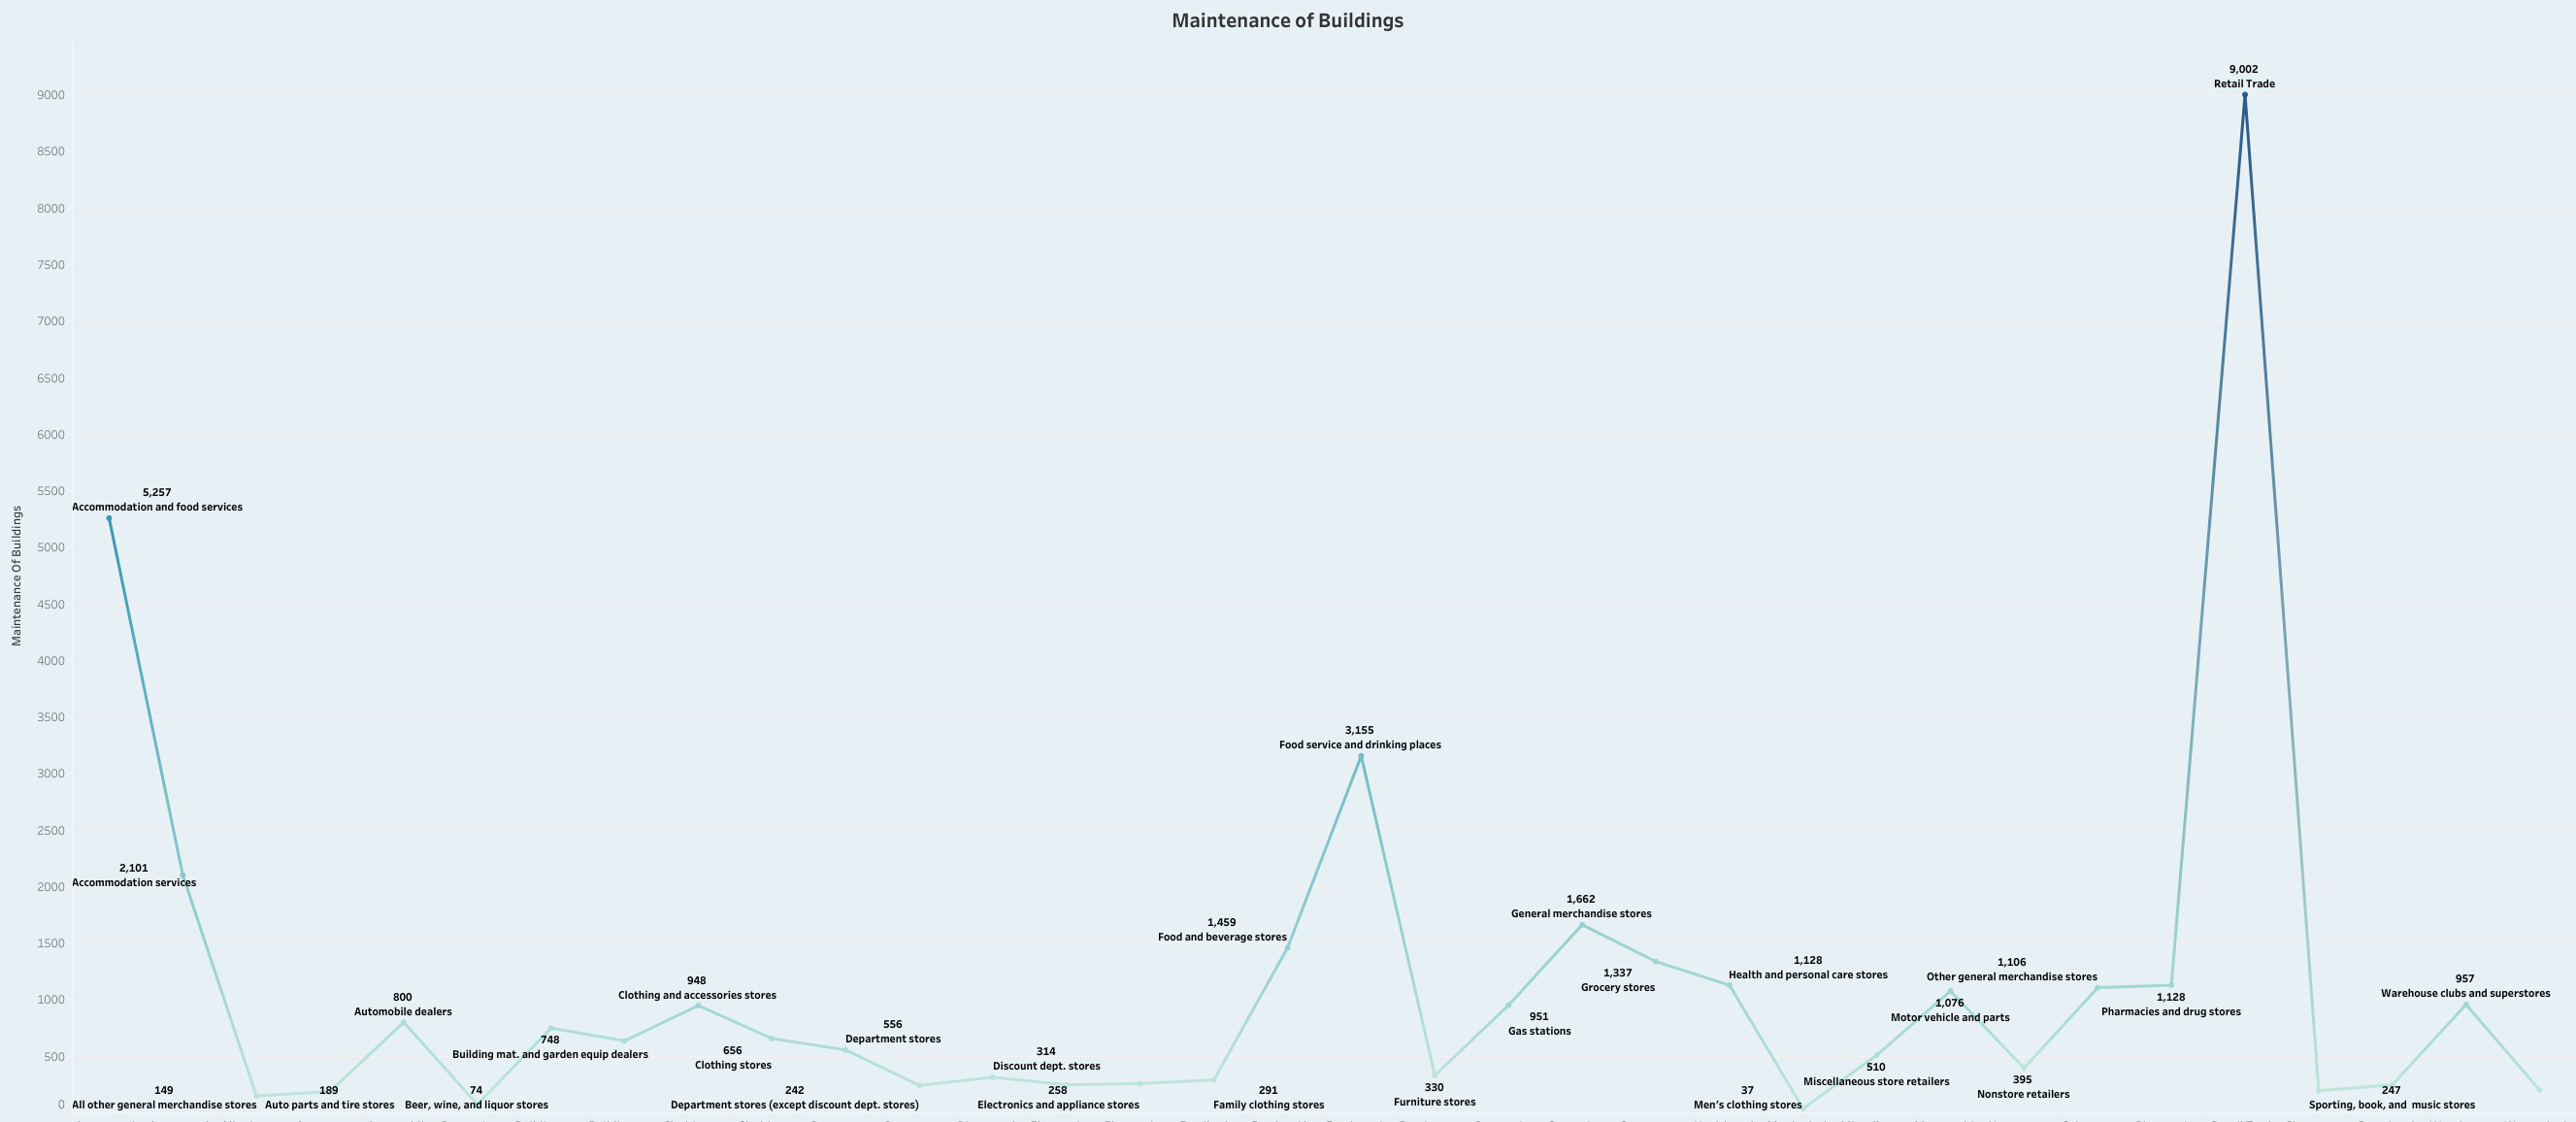 Maintenance of Buildings
9,002
Retail Trade
9000
8500
8000
7500
7000
6500
6000
5500
5000
4500
4000
3500
3000
2500
2000
1500
1000
500
0
Maintenance Of Buildings
5,257
Accommodation and food services
2,101
Accommodation services
149
All other general merchandise stores
189
Auto parts and tire stores
800
Automobile dealers
74
Beer, wine, and liquor stores
748
Building mat. and garden equip dealers
948
Clothing and accessories stores
656
Clothing stores
556
Department stores
242
Department stores (except discount dept. stores)
314
Discount dept. stores
258
Electronics and appliance stores
291
Family clothing stores
1,459
Food and beverage stores
3,155
Food service and drinking places
330
Furniture stores
951
Gas stations
1,662
General merchandise stores
1,337
Grocery stores
1,128
Health and personal care stores
37
Men's clothing stores
510
Miscellaneous store retailers
1,076
Motor vehicle and parts
395
Nonstore retailers
1,106
Other general merchandise stores
1,128
Pharmacies and drug stores
247
Sporting, book, and music stores
957
Warehouse clubs and superstores